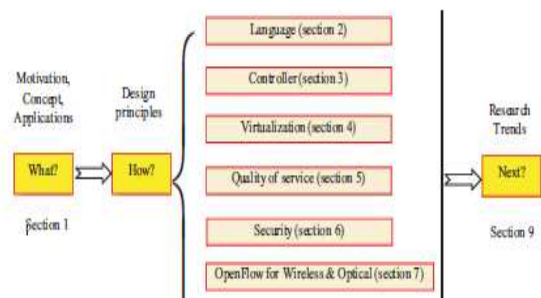 Motivation,
Concept,
Applications
What?
Section 1
Design
principles
How?
Language (section 2)
Controller (section 3)
Virtualization (section 4)
Quality of service (section 5)
Security (section 6)
OpenFlow for Wireless & Optical (section 7)
Research
Trends
Next?
Section 9